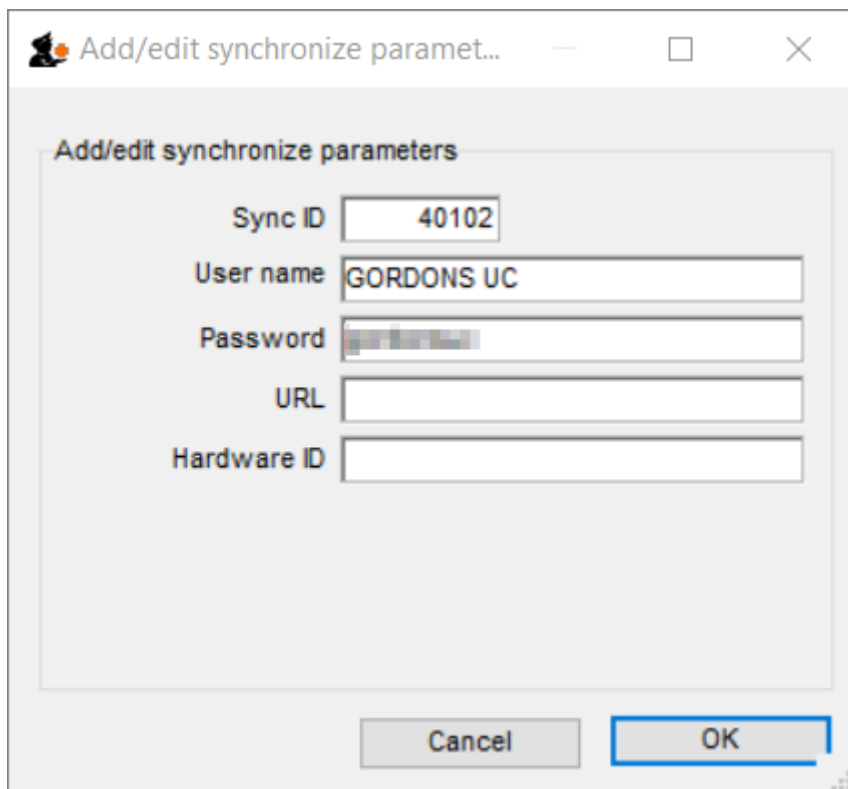 Add/edit synchronize paramet...
Add/edit synchronize parameters
Sync ID 40102
User name GORDONS UC
Password
URL
Hardware ID
Cancel OK